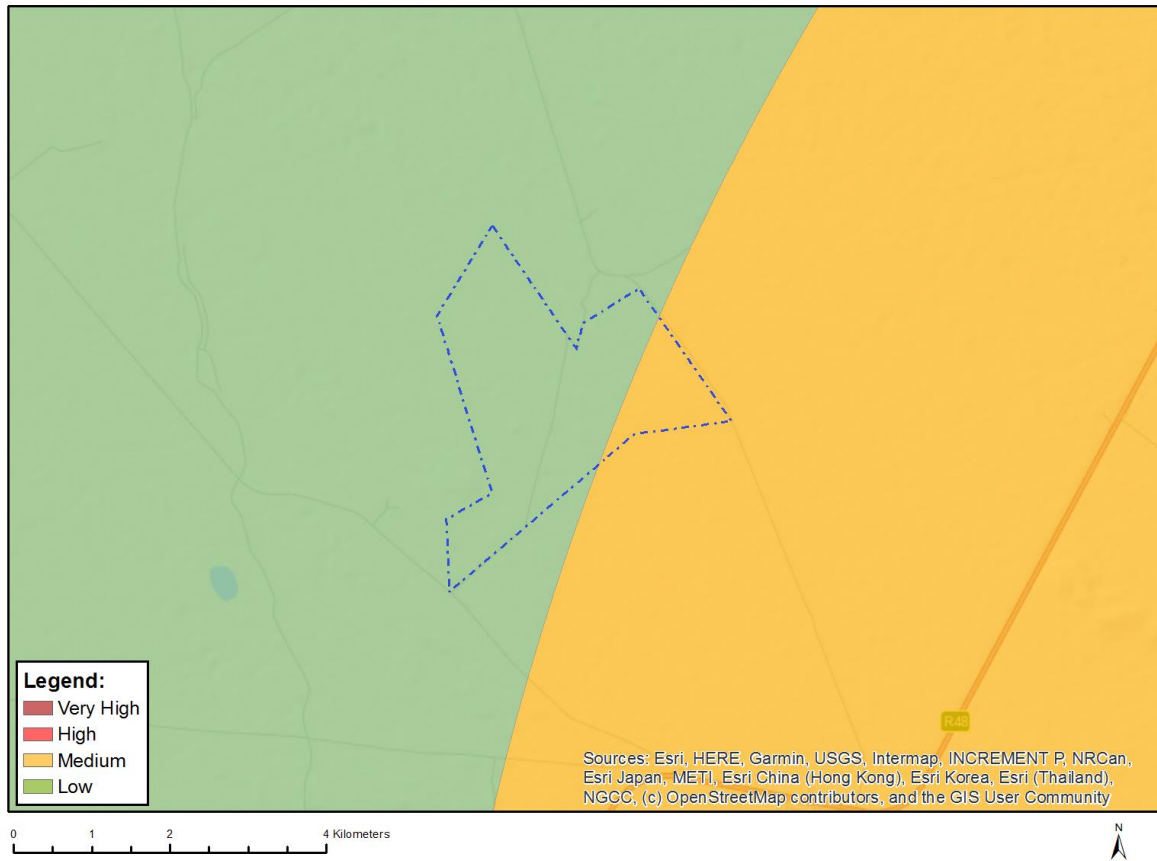 R48
Legend:
Very High
High
Medium
Low
Sources: Esri, HERE, Garmin, USGS, Intermap, INCREMENT P, NRCan,
Esri Japan, METI, Esri China (Hong Kong), Esri Korea, Esri (Thailand),
NGCC, (c) OpenStreetMap contributors, and the GIS User Community
0 1 2 4 Kilometers
N